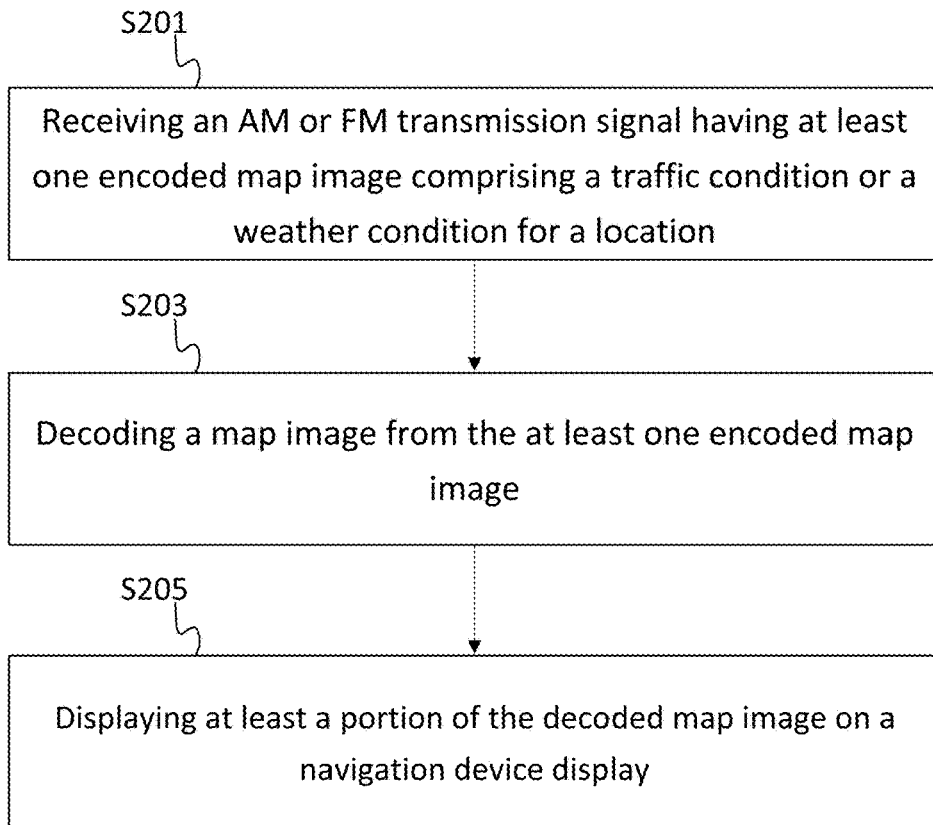 S201
Receiving an AM or FM transmission signal having at least
one encoded map image comprising a traffic condition or a
weather condition for a location
S203
Decoding a map image from the at least one encoded map
image
S205
Displaying at least a portion of the decoded map image on a
navigation device display